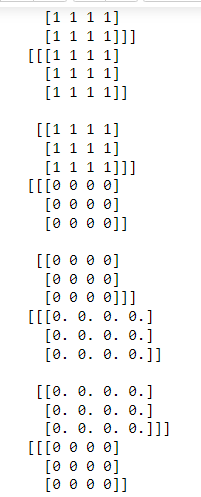 [1 1 1 1]
[1 1 1 1]]]
[[[1 1 1 1]
[1 1 1 1]
[1 1 1 1]]
[[1 1 1 1]
[1 1 1 1]
[1 1 1 1]]]
[[[0 0 0 0]
[0 0 0 0]
[0 0 0 0]]
[[0 0 0 0]
[0 0 0 0]
[0 0 0 0]]]
[[[0. 0. 0. 0.]
[0. 0. 0. 0.]
[0. 0. 0. 0.]]
[[0. 0. 0. 0.]
[0. 0. 0. 0.]
[0. 0. 0. 0.]]]
[[[0 0 0 0]
[0 0 0 0]
[0 0 0 0]]